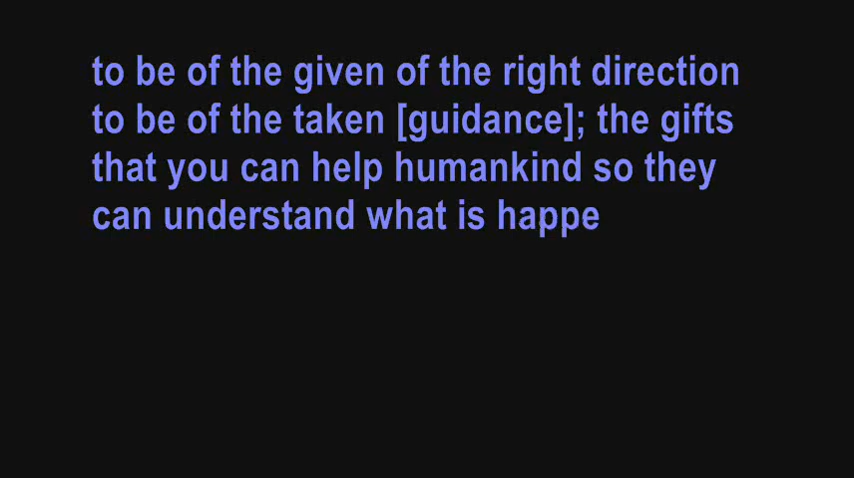 to be of the given of the right direction
to be of the taken [guidance]; the gifts
that you can help humankind so they
can understand what is happe